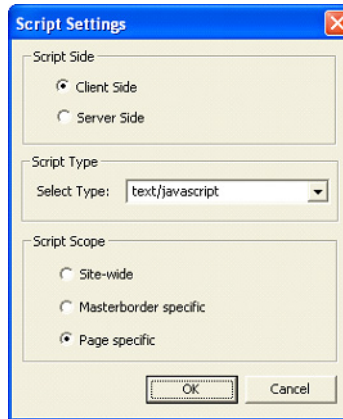 Script Settings
Script Side
Client Side
Server Side
Script Type
Select Type: text/javascript
Script Scope
Site-wide
Masterborder specific
Page specific
OK Cancel